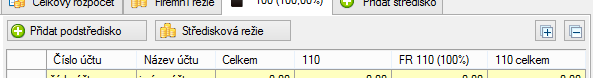 Celkový rozpočet Firemní režie 100 (100,00%) Přidat středisko
Přidat podstředisko Středisková režie
Číslo účtu Název účtu Celkem 110 FR 110 (100%) 110 celkem